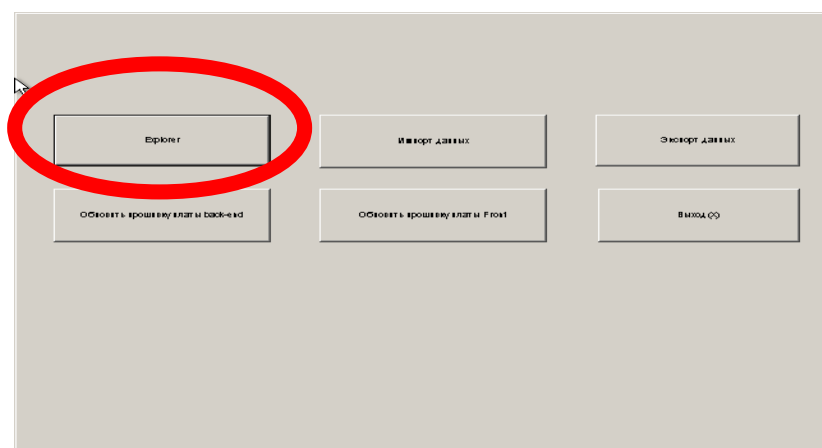 Explorer
Импорт данных
Экспорт данных
Обновить прошивку платы back-end
Обновить прошивку платы Front
Выход (X)